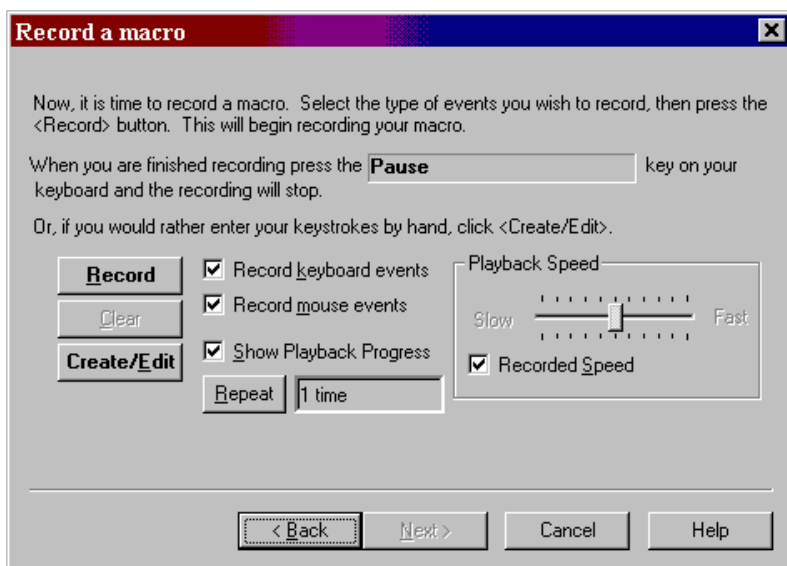 Record a macro
Now, it is time to record a macro. Select the type of events you wish to record, then press the
<Record> button. This will begin recording your macro.
When you are finished recording press the Pause key on your
keyboard and the recording will stop.
Or, if you would rather enter your keystrokes by hand, click <Create/Edit>.
Record
Clear
Create/Edit
Record keyboard events
Record mouse events
Show Playback Progress
Repeat 1 time
Playback Speed
Slow Fast
Recorded Speed
< Back Next > Cancel Help